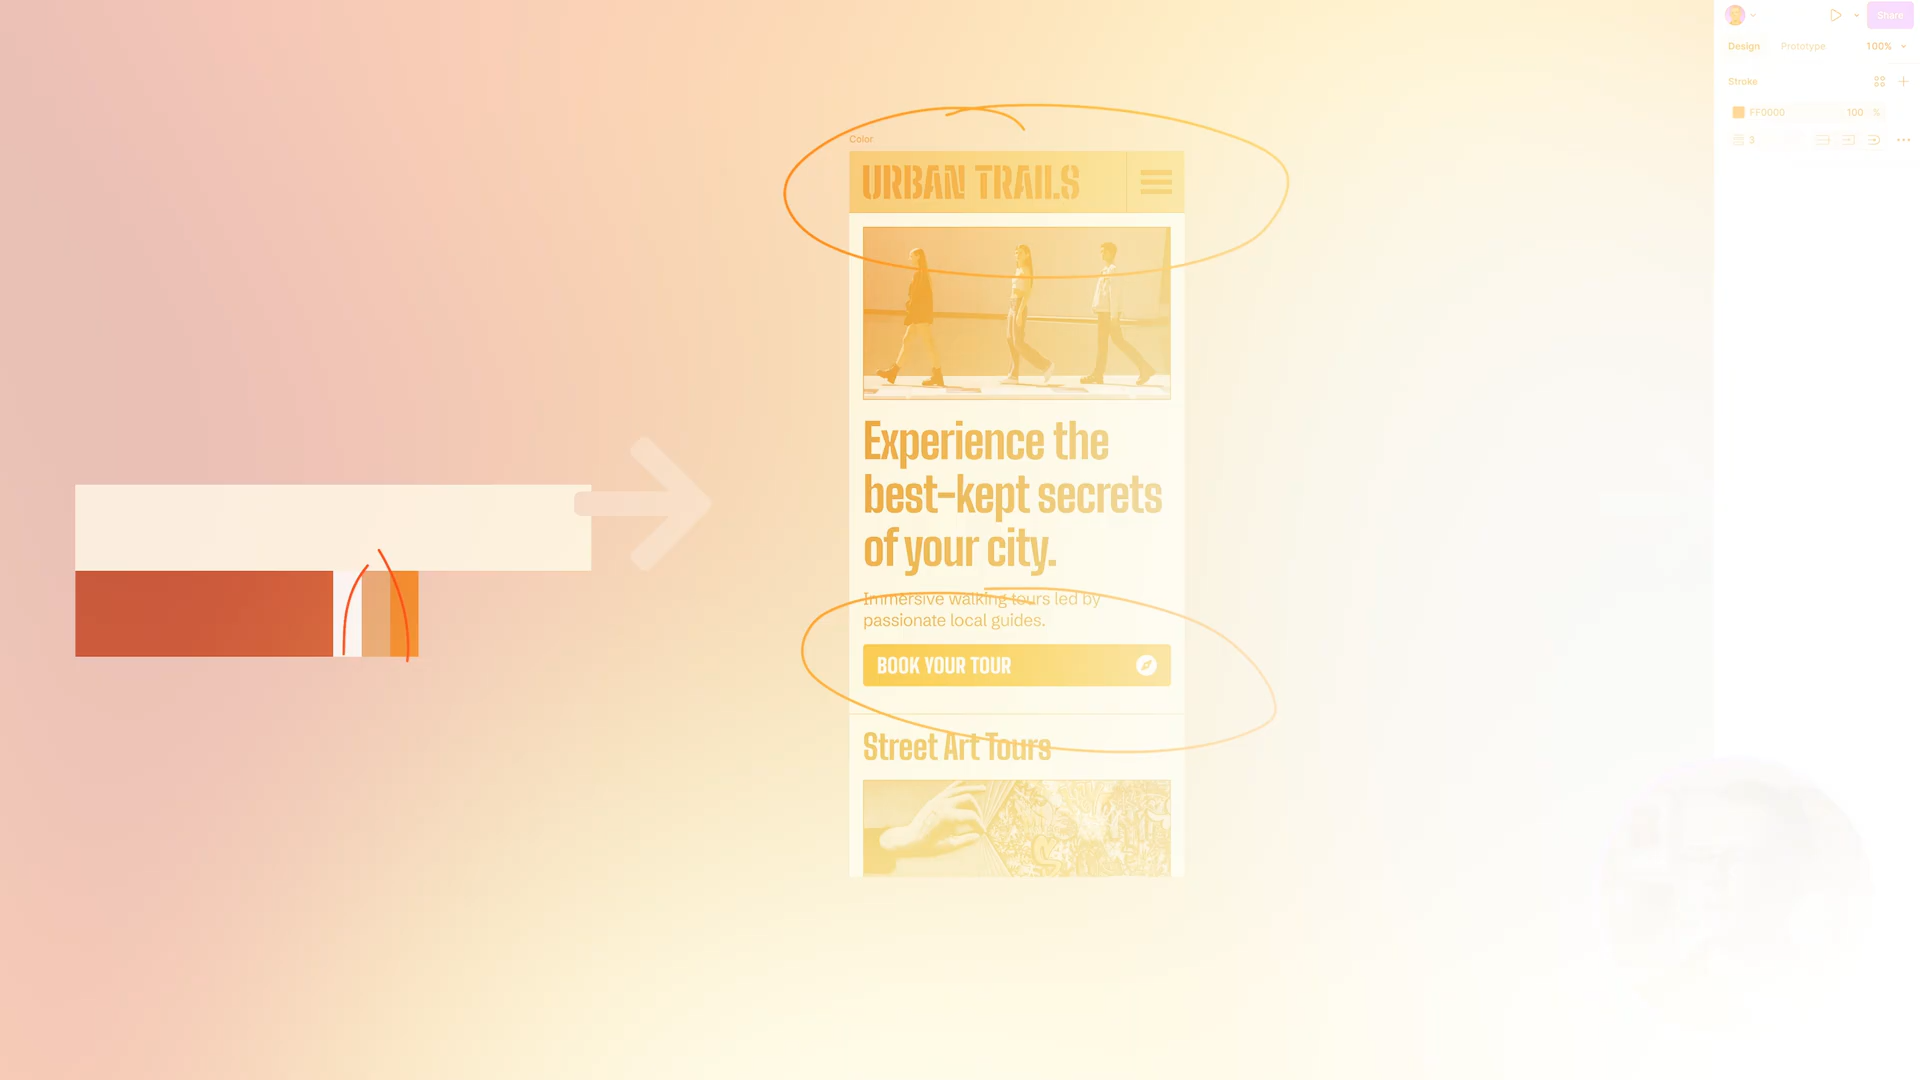 Share
Design Prototype 100%
Stroke
FF0000 100 %
3
Color
URBAN TRAILS
Experience the
best-kept secrets
of your city.
Immersive walking tours led by
passionate local guides.
BOOK YOUR TOUR
Street Art Tours